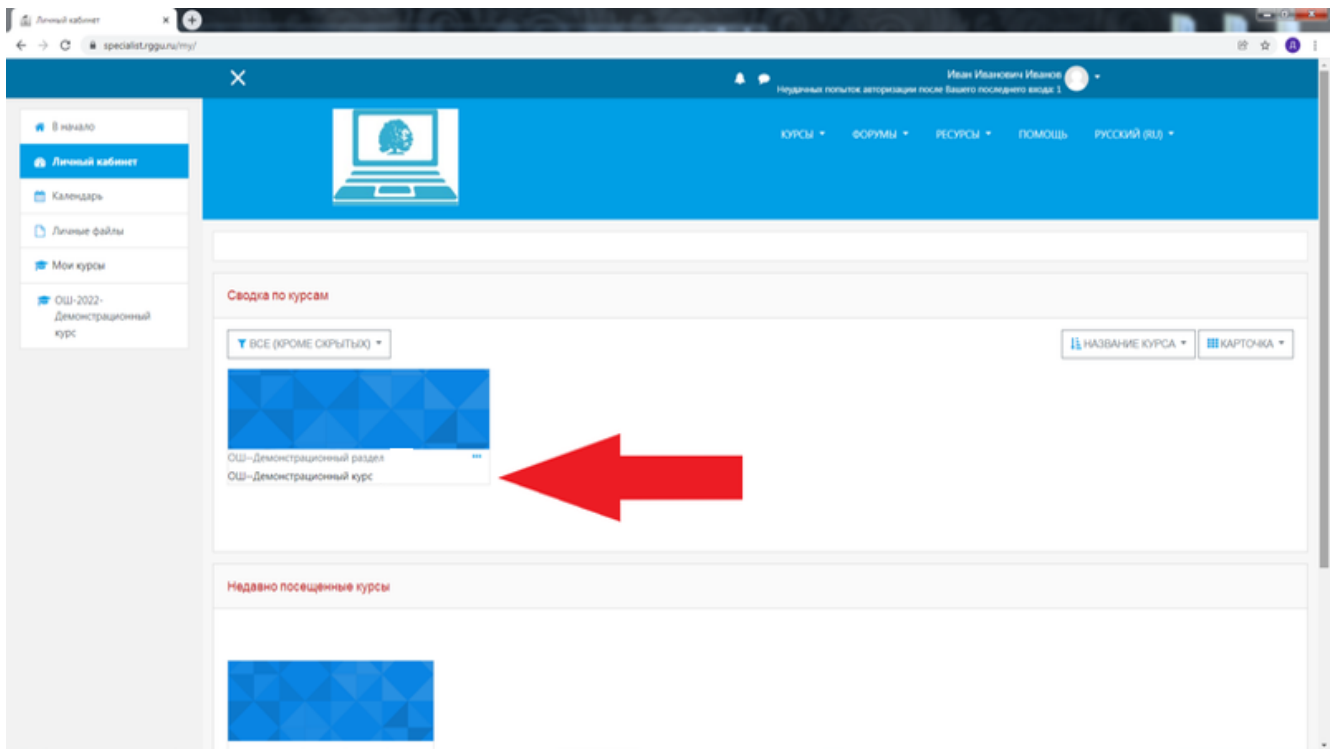 Личный кабинет
specialist.rggu.ru/my/
Иван Иванович Иванов
Неудачных попыток авторизации после Вашего последнего входа: 1
В начало
Личный кабинет
Календарь
Личные файлы
Мои курсы
ОШ-2022-
Демонстрационный
курс
КУРСЫ
ФОРУМЫ
РЕСУРСЫ
ПОМОЩЬ
РУССКИЙ (RU)
Сводка по курсам
ВСЕ (КРОМЕ СКРЫТЫХ)
НАЗВАНИЕ КУРСА
КАРТОЧКА
ОШ--Демонстрационный раздел
ОШ--Демонстрационный курс
Недавно посещенные курсы